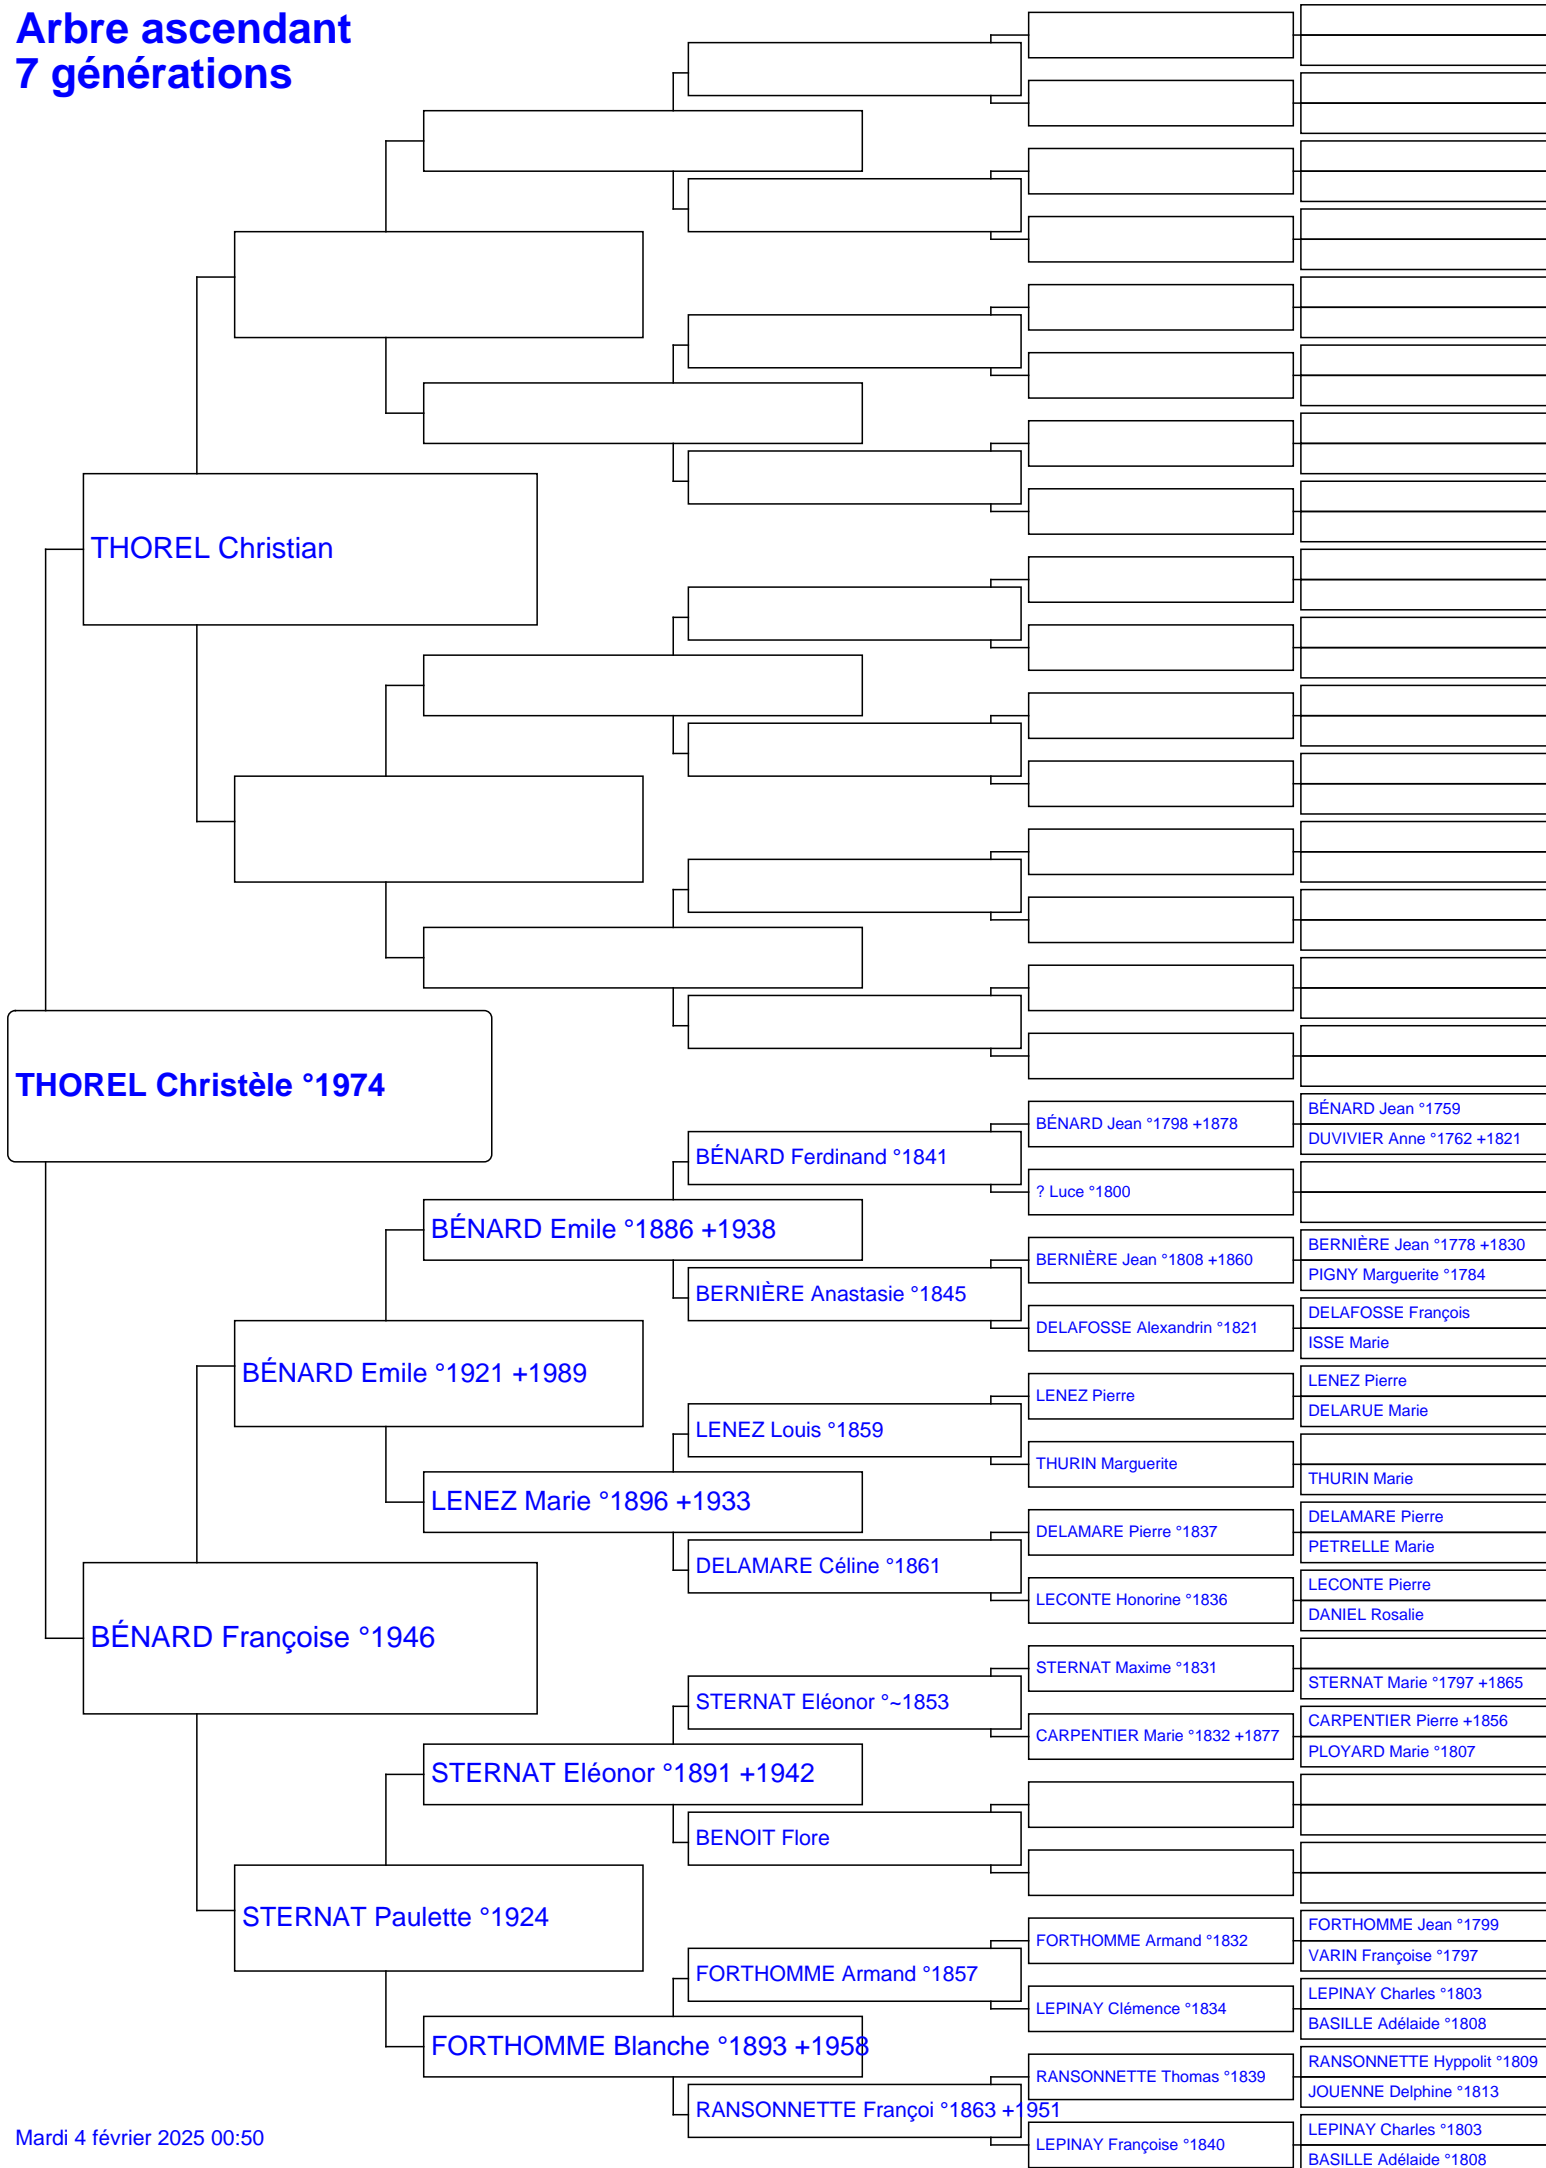 Arbre ascendant
7 générations
THOREL Christian
THOREL Christèle °1974
BÉNARD Jean °1759
BÉNARD Jean °1798 +1878
DUVIVIER Anne °1762 +1821
BÉNARD Ferdinand °1841
? Luce °1800
BÉNARD Emile °1886 +1938
BERNIÈRE Jean °1778 +1830
BERNIÈRE Jean °1808 +1860
PIGNY Marguerite °1784
BERNIÈRE Anastasie °1845
DELAFOSSE François
DELAFOSSE Alexandrin °1821
ISSE Marie
BÉNARD Emile °1921 +1989
LENEZ Pierre
LENEZ Pierre
DELARUE Marie
LENEZ Louis °1859
THURIN Marguerite
THURIN Marie
LENEZ Marie °1896 +1933
DELAMARE Pierre
DELAMARE Pierre °1837
PETRELLE Marie
DELAMARE Céline °1861
LECONTE Pierre
LECONTE Honorine °1836
DANIEL Rosalie
BÉNARD Françoise °1946
STERNAT Maxime °1831
STERNAT Marie °1797 +1865
STERNAT Eléonor °~1853
CARPENTIER Pierre +1856
CARPENTIER Marie °1832 +1877
PLOYARD Marie °1807
STERNAT Eléonor °1891 +1942
BENOIT Flore
STERNAT Paulette °1924
FORTHOMME Jean °1799
FORTHOMME Armand °1832
VARIN Françoise °1797
FORTHOMME Armand °1857
LEPINAY Charles °1803
LEPINAY Clémence °1834
BASILLE Adélaide °1808
FORTHOMME Blanche °1893 +1958
RANSONNETTE Hyppolit °1809
RANSONNETTE Thomas °1839
JOUENNE Delphine °1813
RANSONNETTE Françoi °1863 +1951
LEPINAY Charles °1803
LEPINAY Françoise °1840
BASILLE Adélaide °1808
Mardi 4 février 2025 00:50